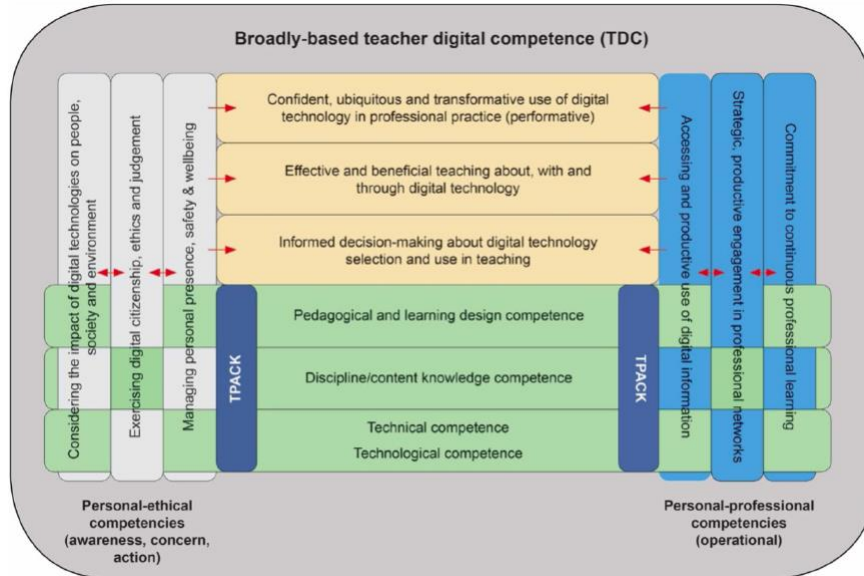 Broadly-based teacher digital competence (TDC)
Considering the impact of digital technologies on people,
society and environment
Exercising digital citizenship, ethics and judgement
Managing personal presence, safety & wellbeing
Confident, ubiquitous and transformative use of digital
technology in professional practice (performative)
Effective and beneficial teaching about, with and
through digital technology
Informed decision-making about digital technology
selection and use in teaching
TPACK
Pedagogical and learning design competence
Discipline/content knowledge competence
Technical competence
Technological competence
TPACK
Accessing and productive use of digital information
Strategic, productive engagement in professional networks
Commitment to continuous professional learning
Personal-ethical
competencies
(awareness, concern,
action)
Personal-professional
competencies
(operational)